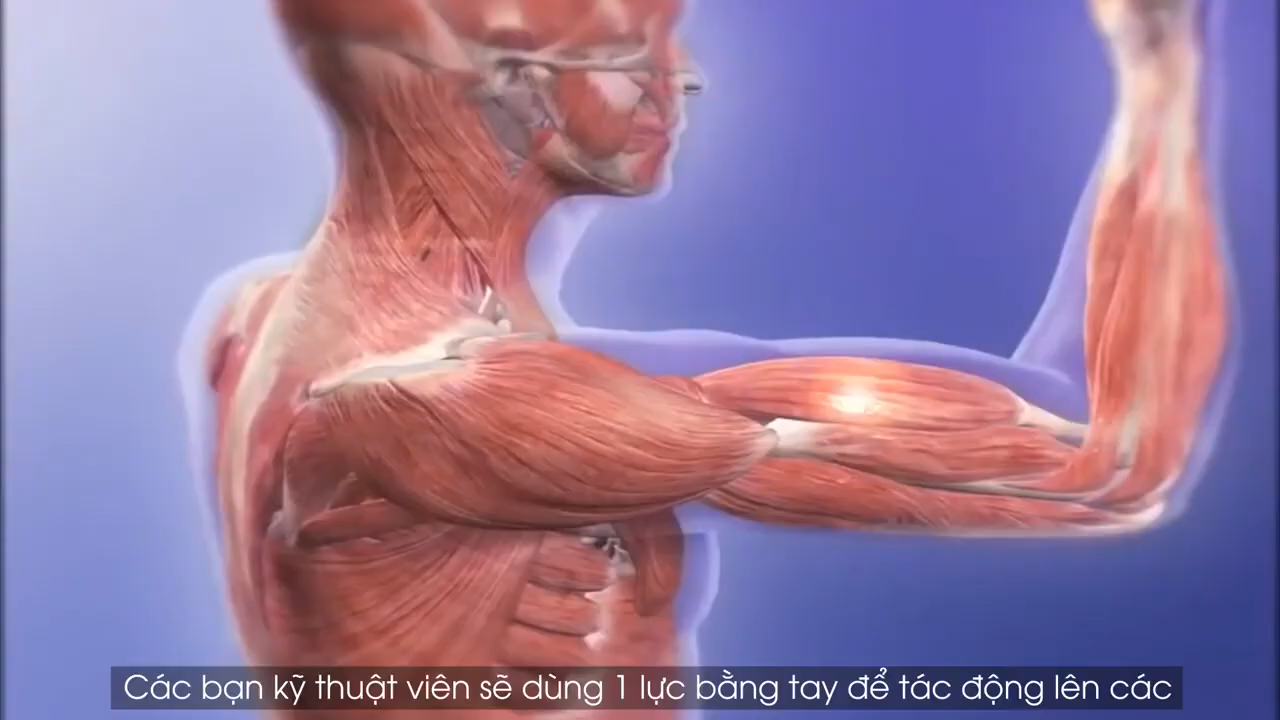 Các bạn kỹ thuật viên sẽ dùng 1 lực bằng tay để tác động lên các